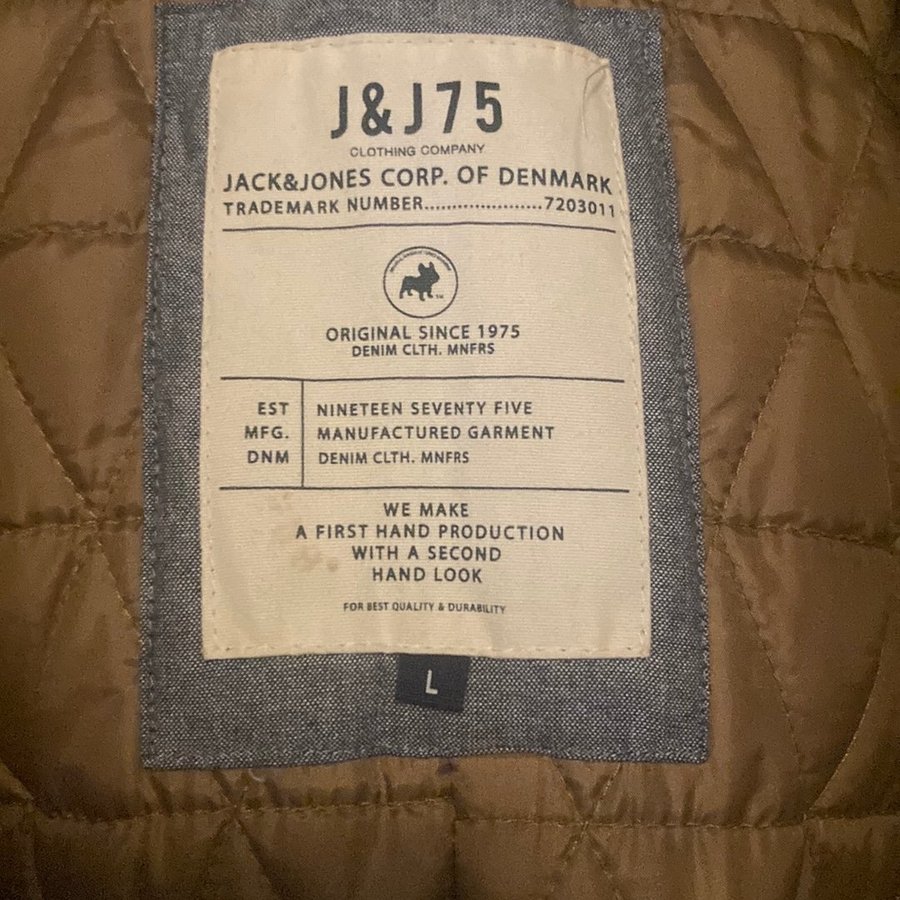 J&J75
CLOTHING COMPANY
JACK&JONES CORP. OF DENMARK
TRADEMARK NUMBER....................7203011
TM
ORIGINAL SINCE 1975
DENIM CLTH. MNFRS
EST NINETEEN SEVENTY FIVE
MFG. MANUFACTURED GARMENT
DNM DENIM CLTH. MNFRS
WE MAKE
A FIRST HAND PRODUCTION
WITH A SECOND
HAND LOOK
FOR BEST QUALITY & DURABILITY
L